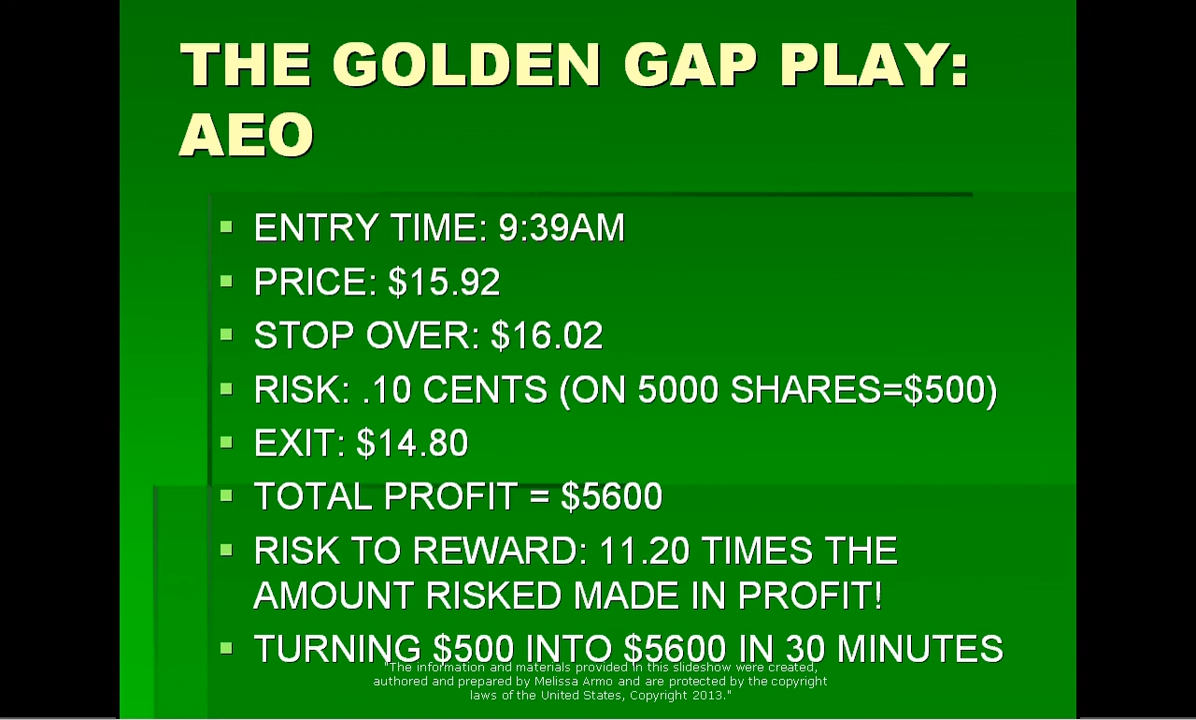 THE GOLDEN GAP PLAY:
AEO
ENTRY TIME: 9:39AM
PRICE: $15.92
STOP OVER: $16.02
RISK: .10 CENTS (ON 5000 SHARES=$500)
EXIT: $14.80
TOTAL PROFIT = $5600
RISK TO REWARD: 11.20 TIMES THE
AMOUNT RISKED MADE IN PROFIT!
TURNING $500 INTO $5600 IN 30 MINUTES
"The information and materials provided in this slideshow were created,
authored and prepared by Melissa Armo and are protected by the copyright
laws of the United States, Copyright 2013."